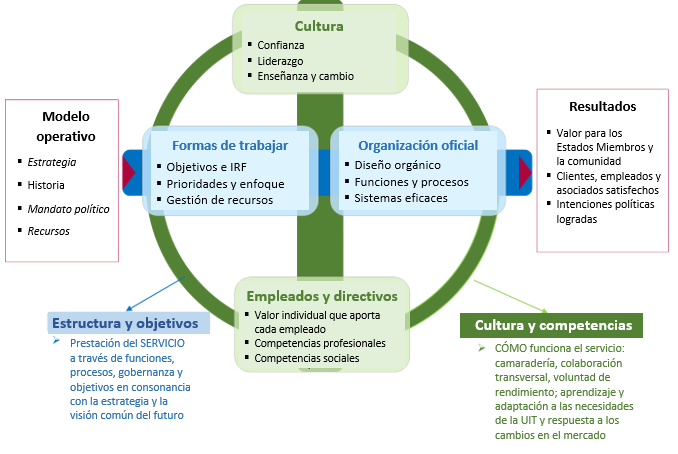 Cultura
Confianza
Liderazgo
Enseñanza y cambio
Modelo
operativo
Estrategia
Historia
Mandato político
Recursos
Formas de trabajar
Objetivos e IRF
Prioridades y enfoque
Gestión de recursos
Organización oficial
Diseño orgánico
Funciones y procesos
Sistemas eficaces
Resultados
Valor para los
Estados Miembros y
la comunidad
Clientes, empleados y
asociados satisfechos
Intenciones políticas
logradas
Empleados y directivos
Valor individual que aporta
cada empleado
Competencias profesionales
Competencias sociales
Estructura y objetivos
Prestación del SERVICIO
a través de funciones,
procesos, gobernanza y
objetivos en consonancia
con la estrategia y la
visión común del futuro
Cultura y competencias
CÓMO funciona el servicio:
camaradería, colaboración
transversal, voluntad de
rendimiento; aprendizaje y
adaptación a las necesidades
de la UIT y respuesta a los
cambios en el mercado